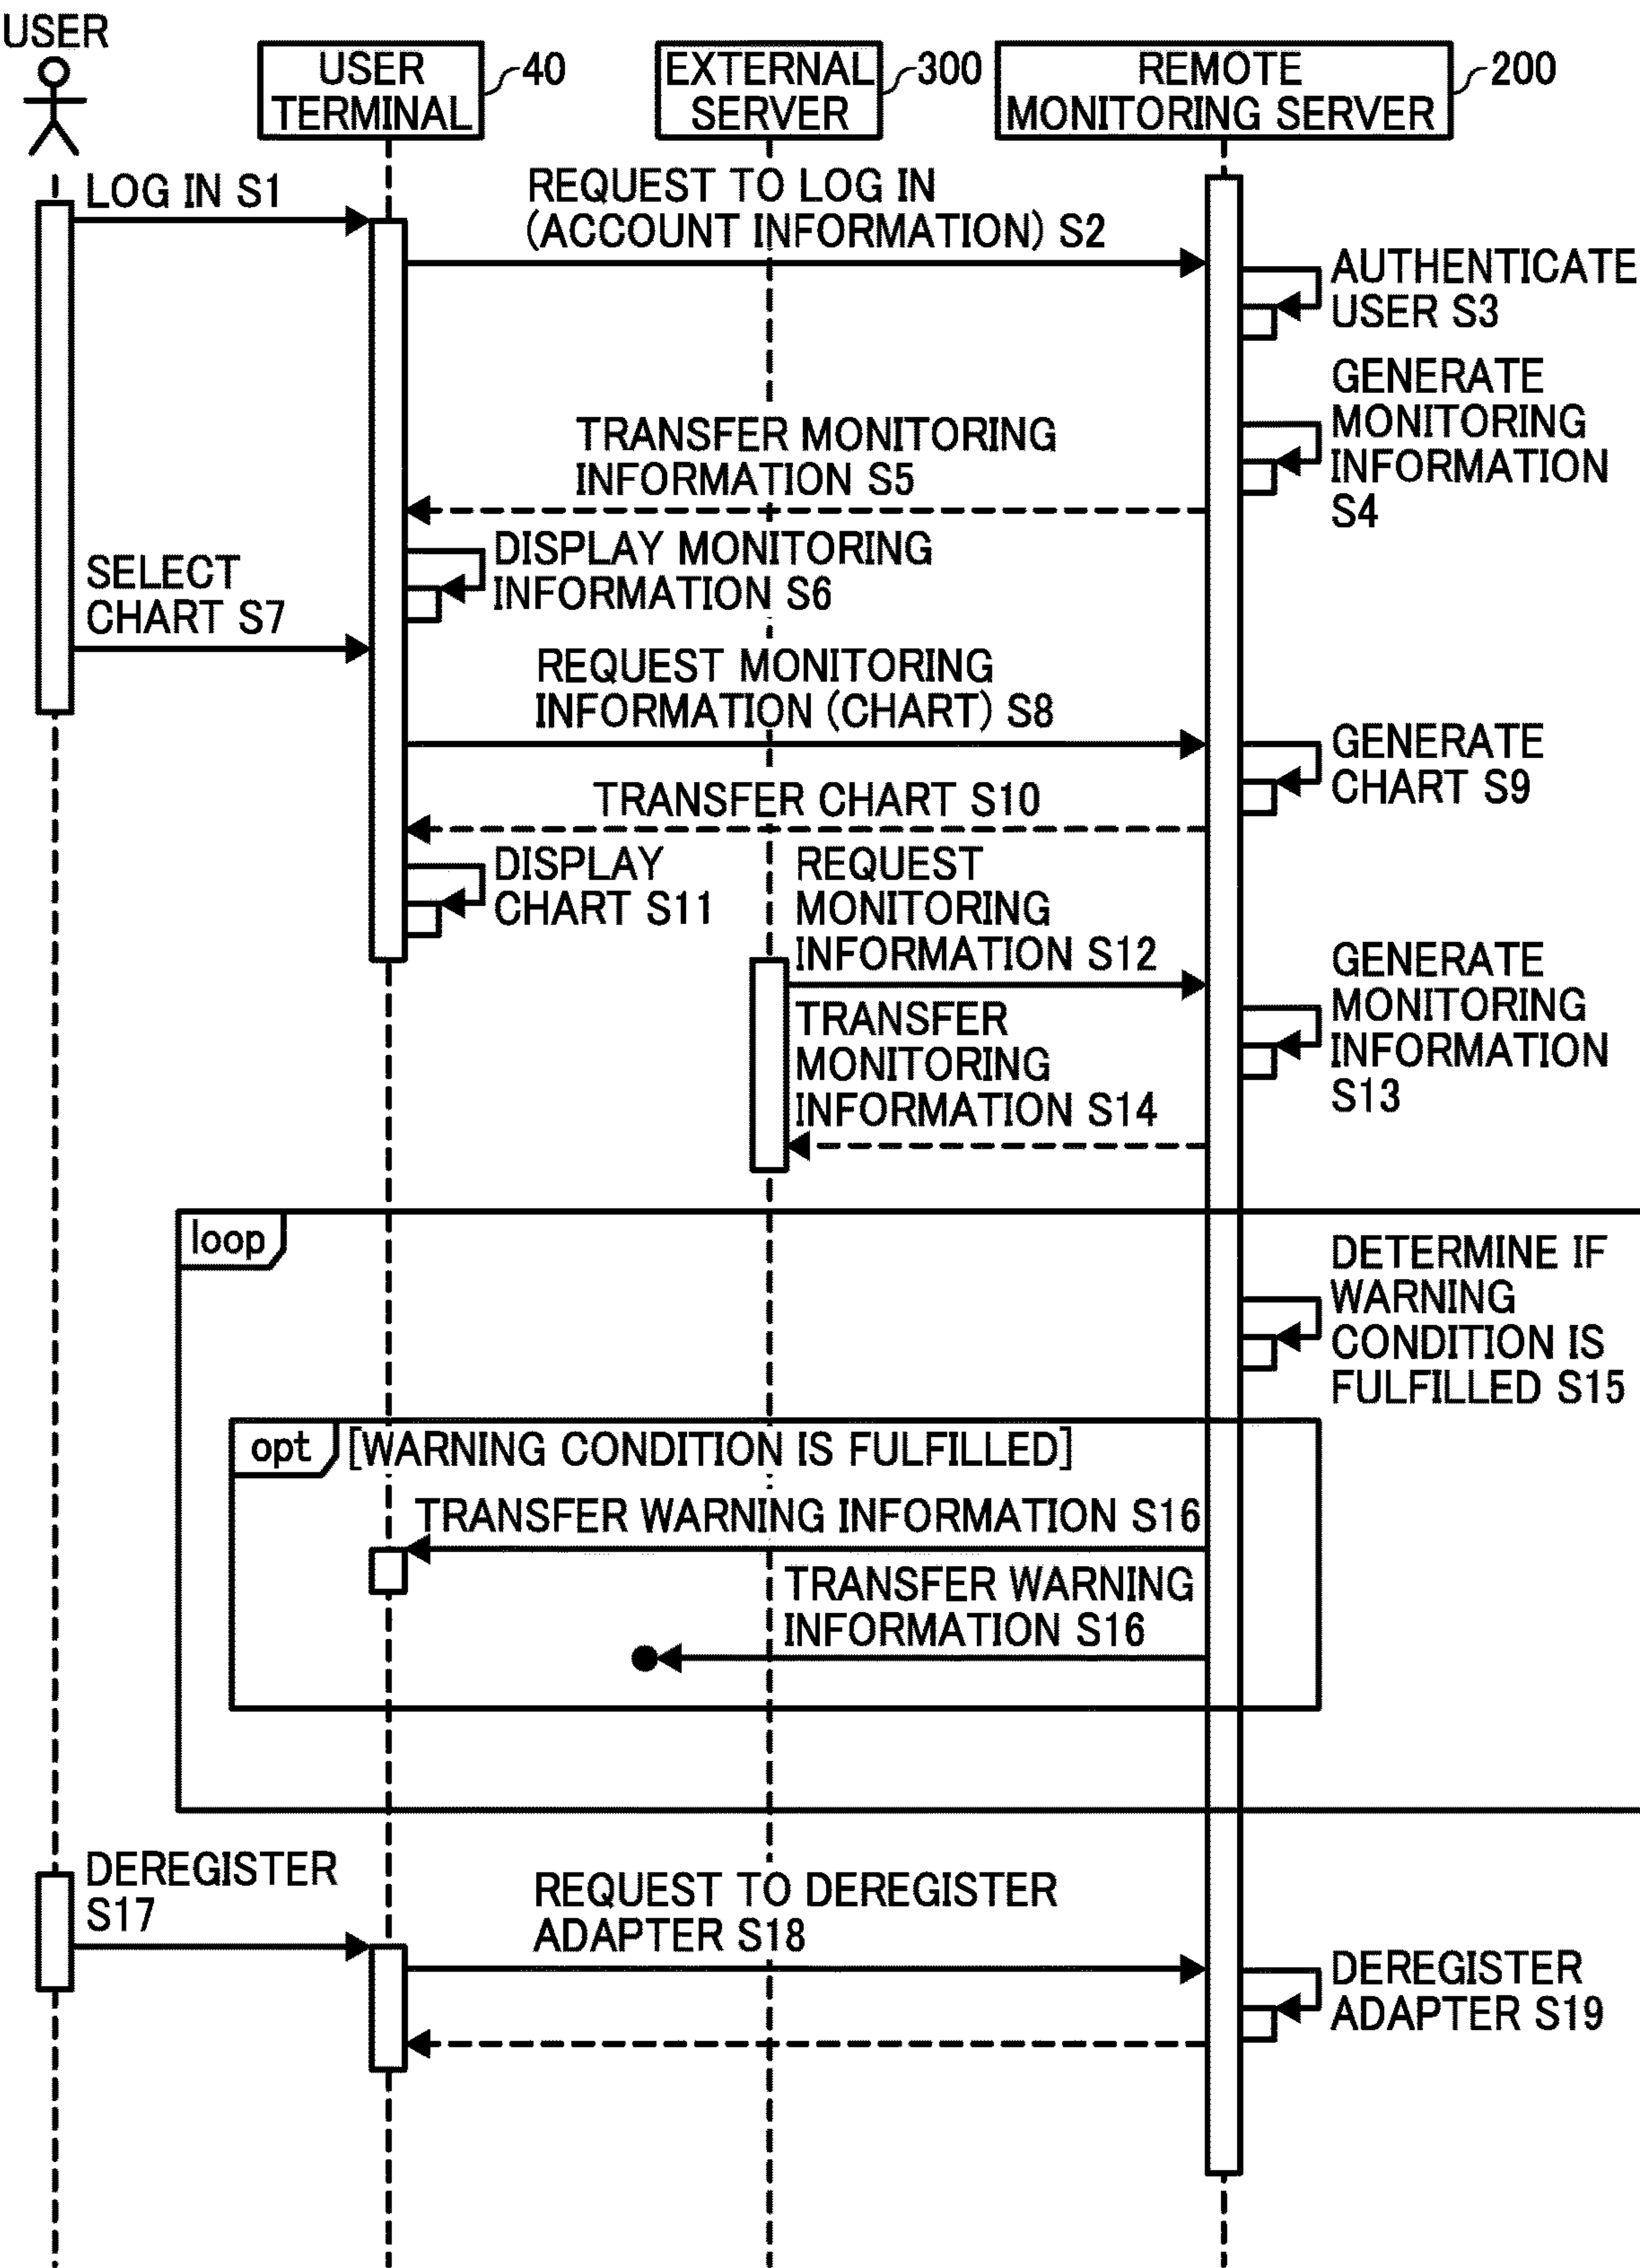 USER
USER
TERMINAL
40
EXTERNAL
SERVER
300
REMOTE
MONITORING SERVER
200
LOG IN S1
REQUEST TO LOG IN
(ACCOUNT INFORMATION) S2
AUTHENTICATE
USER S3
GENERATE
MONITORING
INFORMATION
S4
TRANSFER MONITORING
INFORMATION S5
DISPLAY MONITORING
INFORMATION S6
SELECT
CHART S7
REQUEST MONITORING
INFORMATION (CHART) S8
GENERATE
CHART S9
TRANSFER CHART S10
DISPLAY
CHART S11
REQUEST
MONITORING
INFORMATION S12
GENERATE
MONITORING
INFORMATION
S13
TRANSFER
MONITORING
INFORMATION S14
loop
DETERMINE IF
WARNING
CONDITION IS
FULFILLED S15
opt
[WARNING CONDITION IS FULFILLED]
TRANSFER WARNING INFORMATION S16
TRANSFER WARNING
INFORMATION S16
DEREGISTER
S17
REQUEST TO DEREGISTER
ADAPTER S18
DEREGISTER
ADAPTER S19